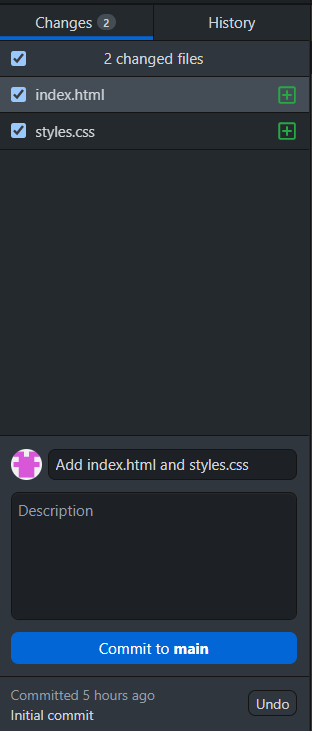 Changes 2
History
2 changed files
index.html
styles.css
Add index.html and styles.css
Description
Commit to main
Committed 5 hours ago
Initial commit
Undo